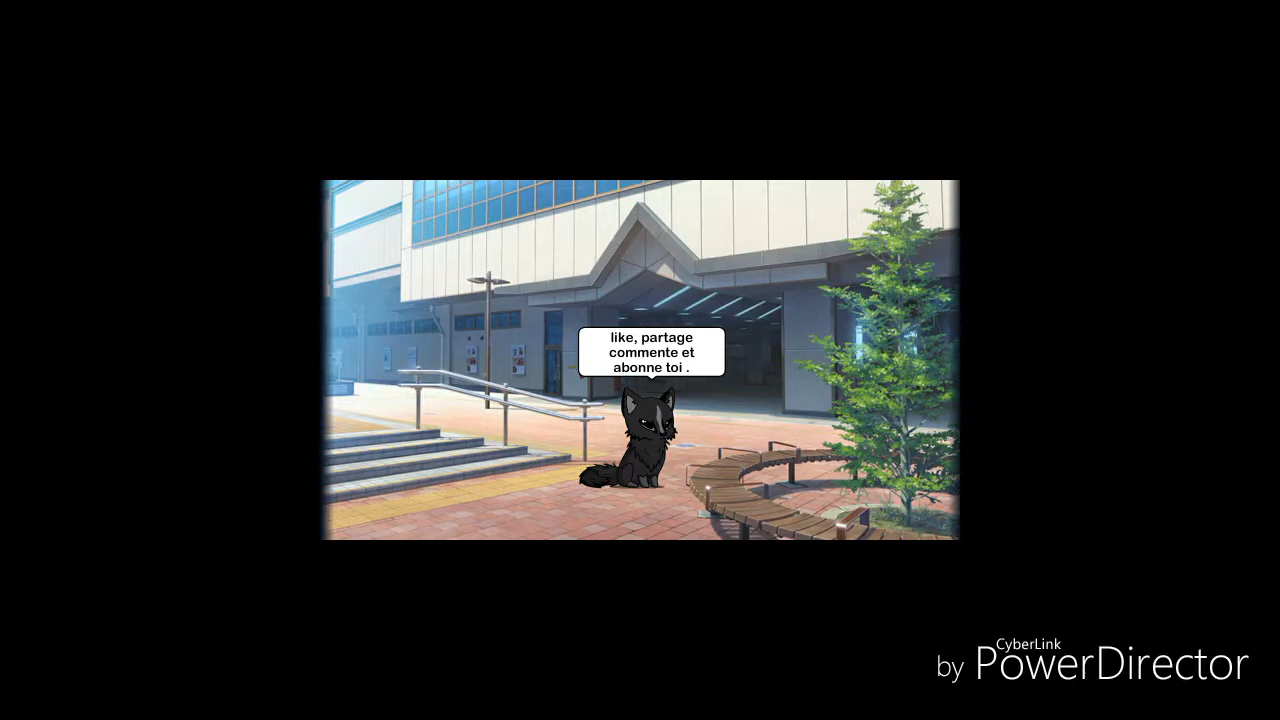 like, partage
commente et
abonne toi .
CyberLink
by PowerDirector